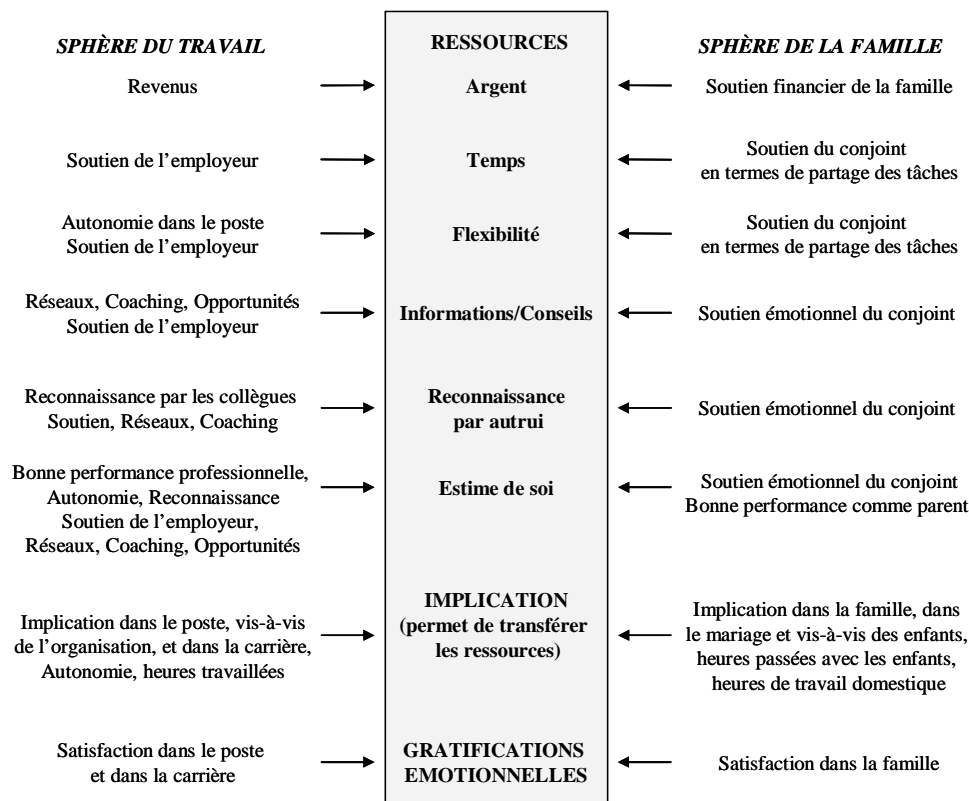 SPHÈRE DU TRAVAIL
RESSOURCES
SPHÈRE DE LA FAMILLE
Revenus
Argent
Soutien financier de la famille
Soutien de l’employeur
Temps
Soutien du conjoint
en termes de partage des tâches
Autonomie dans le poste
Soutien de l’employeur
Flexibilité
Soutien du conjoint
en termes de partage des tâches
Réseaux, Coaching, Opportunités
Soutien de l’employeur
Informations/Conseils
Soutien émotionnel du conjoint
Reconnaissance par les collègues
Soutien, Réseaux, Coaching
Reconnaissance
par autrui
Soutien émotionnel du conjoint
Bonne performance professionnelle,
Autonomie, Reconnaissance
Soutien de l’employeur,
Réseaux, Coaching, Opportunités
Estime de soi
Soutien émotionnel du conjoint
Bonne performance comme parent
Implication dans le poste, vis-à-vis
de l’organisation, et dans la carrière,
Autonomie, heures travaillées
IMPLICATION
(permet de transférer
les ressources)
Implication dans la famille, dans
le mariage et vis-à-vis des enfants,
heures passées avec les enfants,
heures de travail domestique
Satisfaction dans le poste
et dans la carrière
GRATIFICATIONS
EMOTIONNELLES
Satisfaction dans la famille